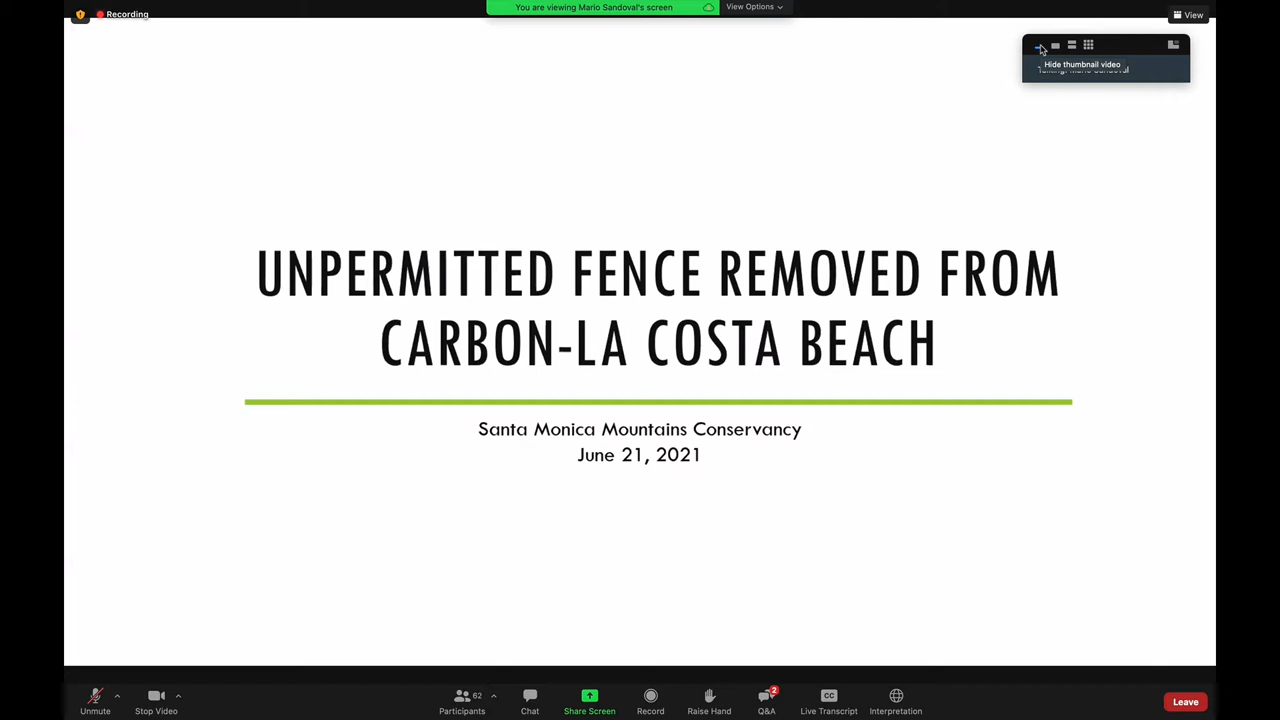 Recording
You are viewing Mario Sandoval's screen
View Options
View
Hide thumbnail video
UNPERMITTED FENCE REMOVED FROM
CARBON-LA COSTA BEACH
Santa Monica Mountains Conservancy
June 21, 2021
62
2
CC
Unmute
Stop Video
Participants
Chat
Share Screen
Record
Raise Hand
Q&A
Live Transcript
Interpretation
Leave